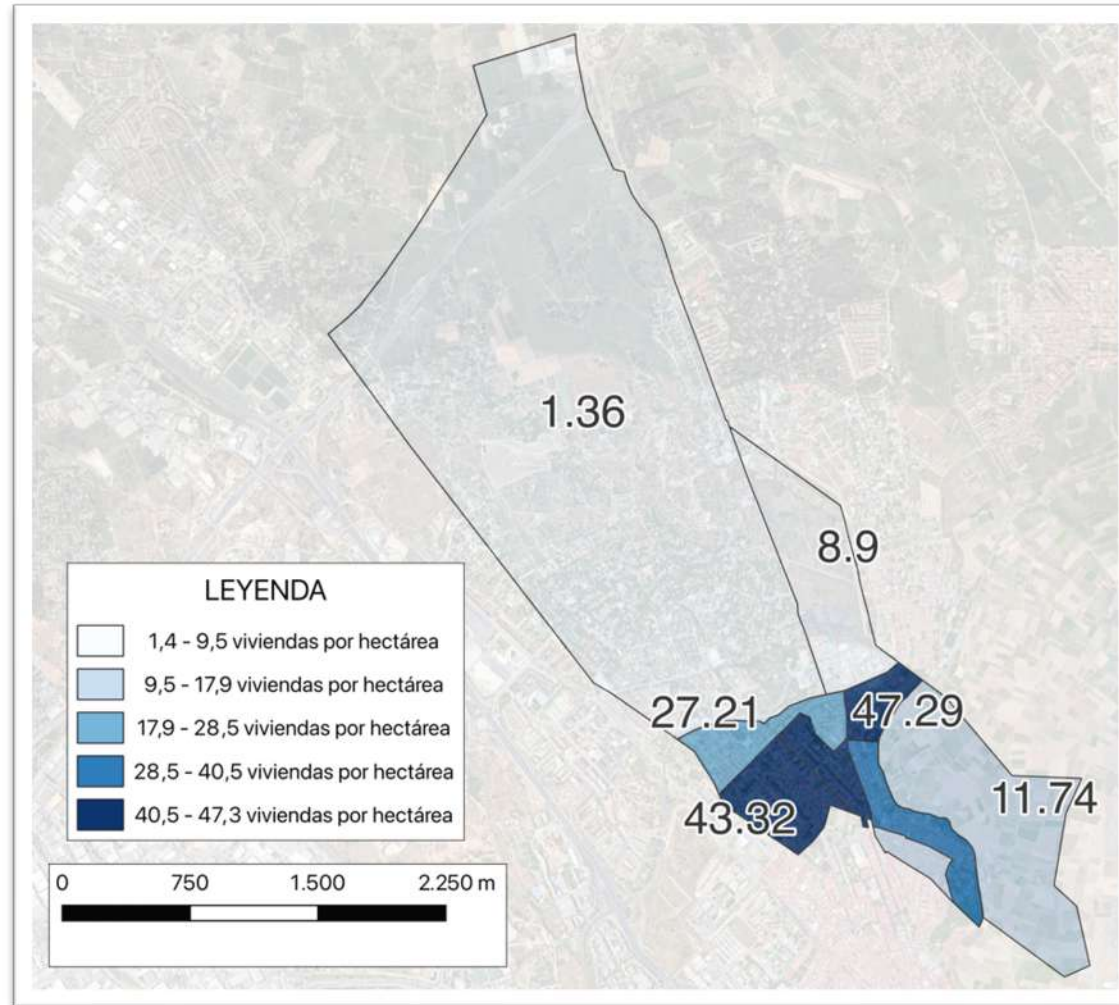 1.36
8.9
LEYENDA
1,4 - 9,5 viviendas por hectárea
9,5 - 17,9 viviendas por hectárea
17,9 - 28,5 viviendas por hectárea
28,5 - 40,5 viviendas por hectárea
40,5 - 47,3 viviendas por hectárea
27.21
47.29
43.32
11.74
0 750 1.500 2.250 m